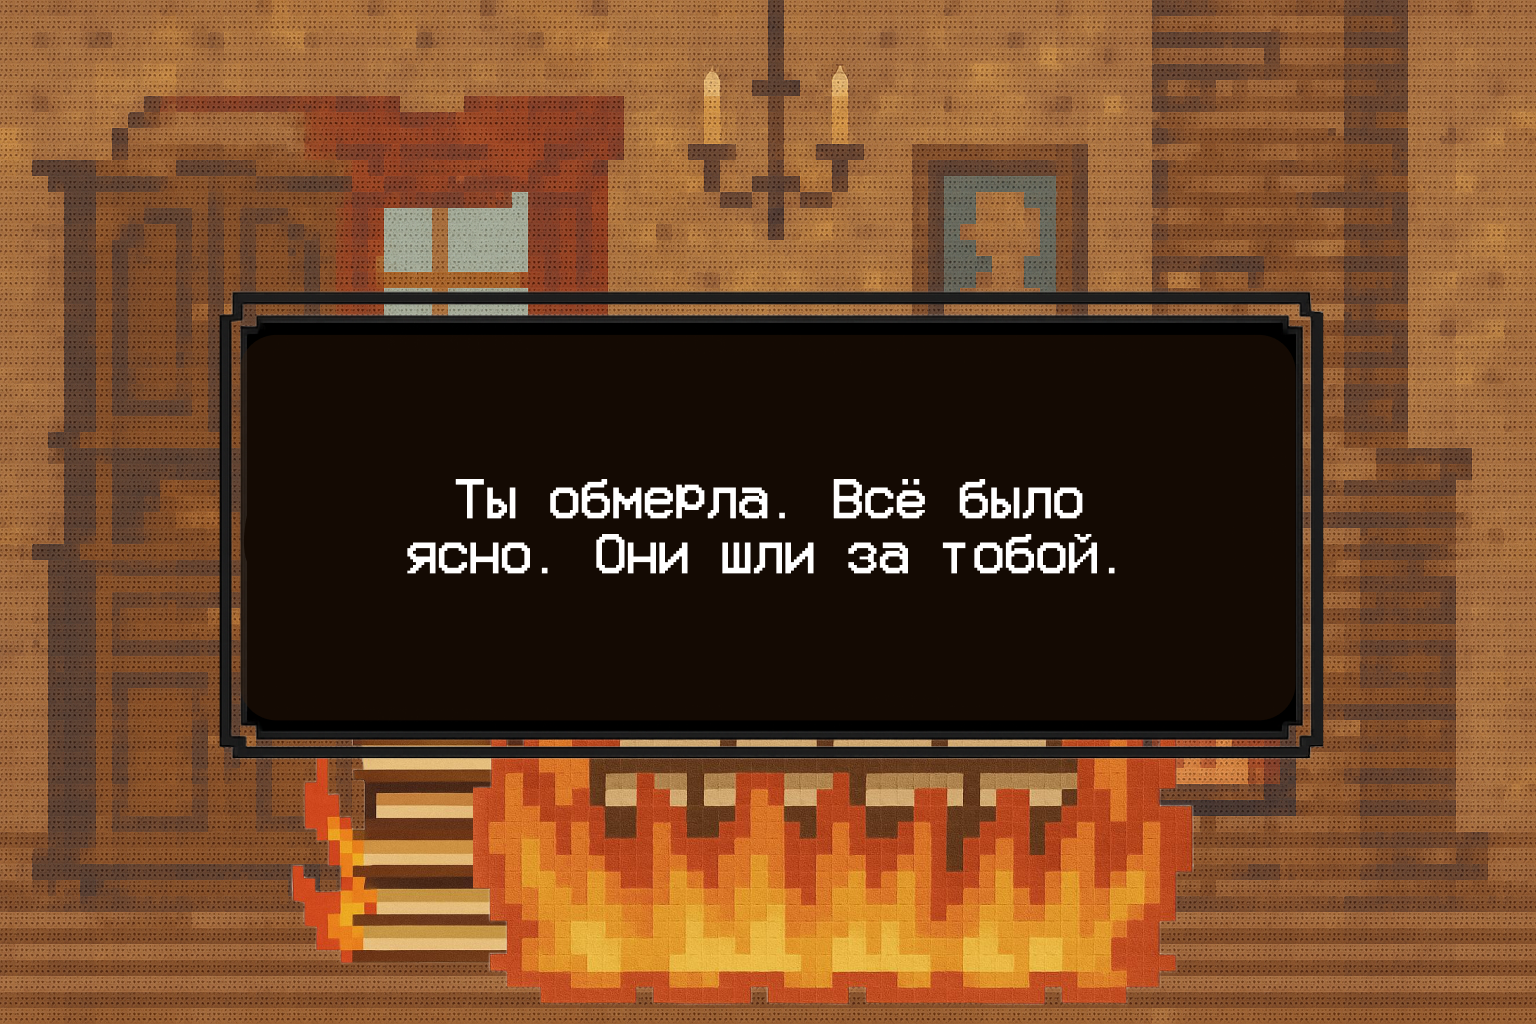 Ты обмерла. Всё было
ясно. Они шли за тобой.